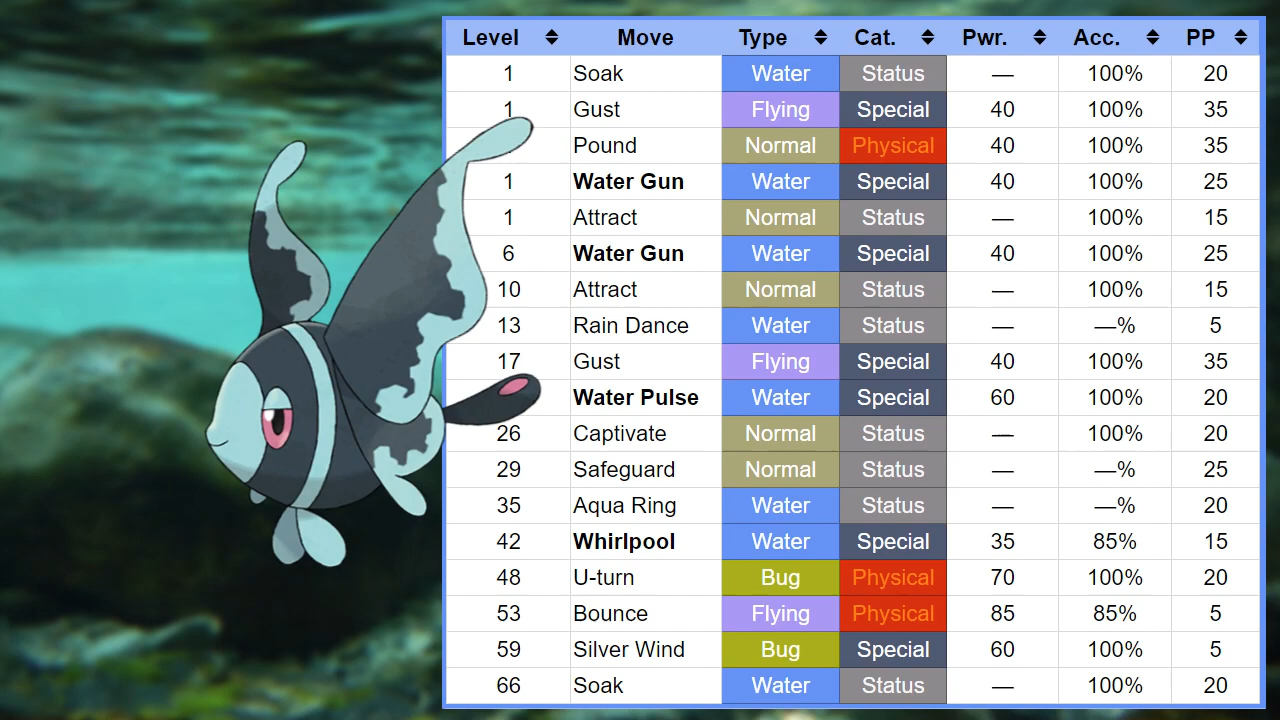 Level Move Type Cat. Pwr. Acc. PP
1 Soak Water Status — 100% 20
1 Gust Flying Special 40 100% 35
Pound Normal Physical 40 100% 35
1 Water Gun Water Special 40 100% 25
1 Attract Normal Status — 100% 15
6 Water Gun Water Special 40 100% 25
10 Attract Normal Status — 100% 15
13 Rain Dance Water Status — —% 5
17 Gust Flying Special 40 100% 35
Water Pulse Water Special 60 100% 20
26 Captivate Normal Status — 100% 20
29 Safeguard Normal Status — —% 25
35 Aqua Ring Water Status — —% 20
42 Whirlpool Water Special 35 85% 15
48 U-turn Bug Physical 70 100% 20
53 Bounce Flying Physical 85 85% 5
59 Silver Wind Bug Special 60 100% 5
66 Soak Water Status — 100% 20